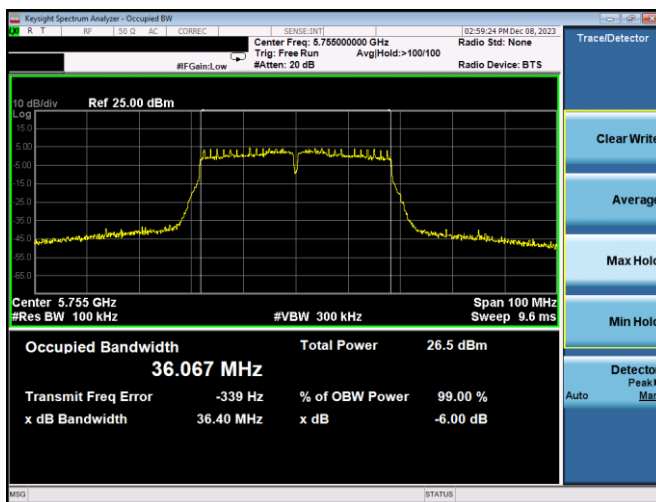 Keysight Spectrum Analyzer - Occupied BW
R T RF 50 Ω AC CORREC SENSE:INT 02:59:24 PM Dec 08, 2023
Center Freq: 5.755000000 GHz Radio Std: None
Trig: Free Run Avg|Hold:>100/100
#IFGain:Low #Atten: 20 dB Radio Device: BTS
Trace/Detector
10 dB/div Ref 25.00 dBm
Log
15.0
5.00
-5.00
-15.0
-25.0
-35.0
-45.0
-55.0
-65.0
Center 5.755 GHz Span 100 MHz
#Res BW 100 kHz #VBW 300 kHz Sweep 9.6 ms
Occupied Bandwidth Total Power 26.5 dBm
36.067 MHz
Transmit Freq Error -339 Hz % of OBW Power 99.00 %
x dB Bandwidth 36.40 MHz x dB -6.00 dB
Clear Write
Average
Max Hold
Min Hold
Detector
Peak
Auto Man
MSG STATUS